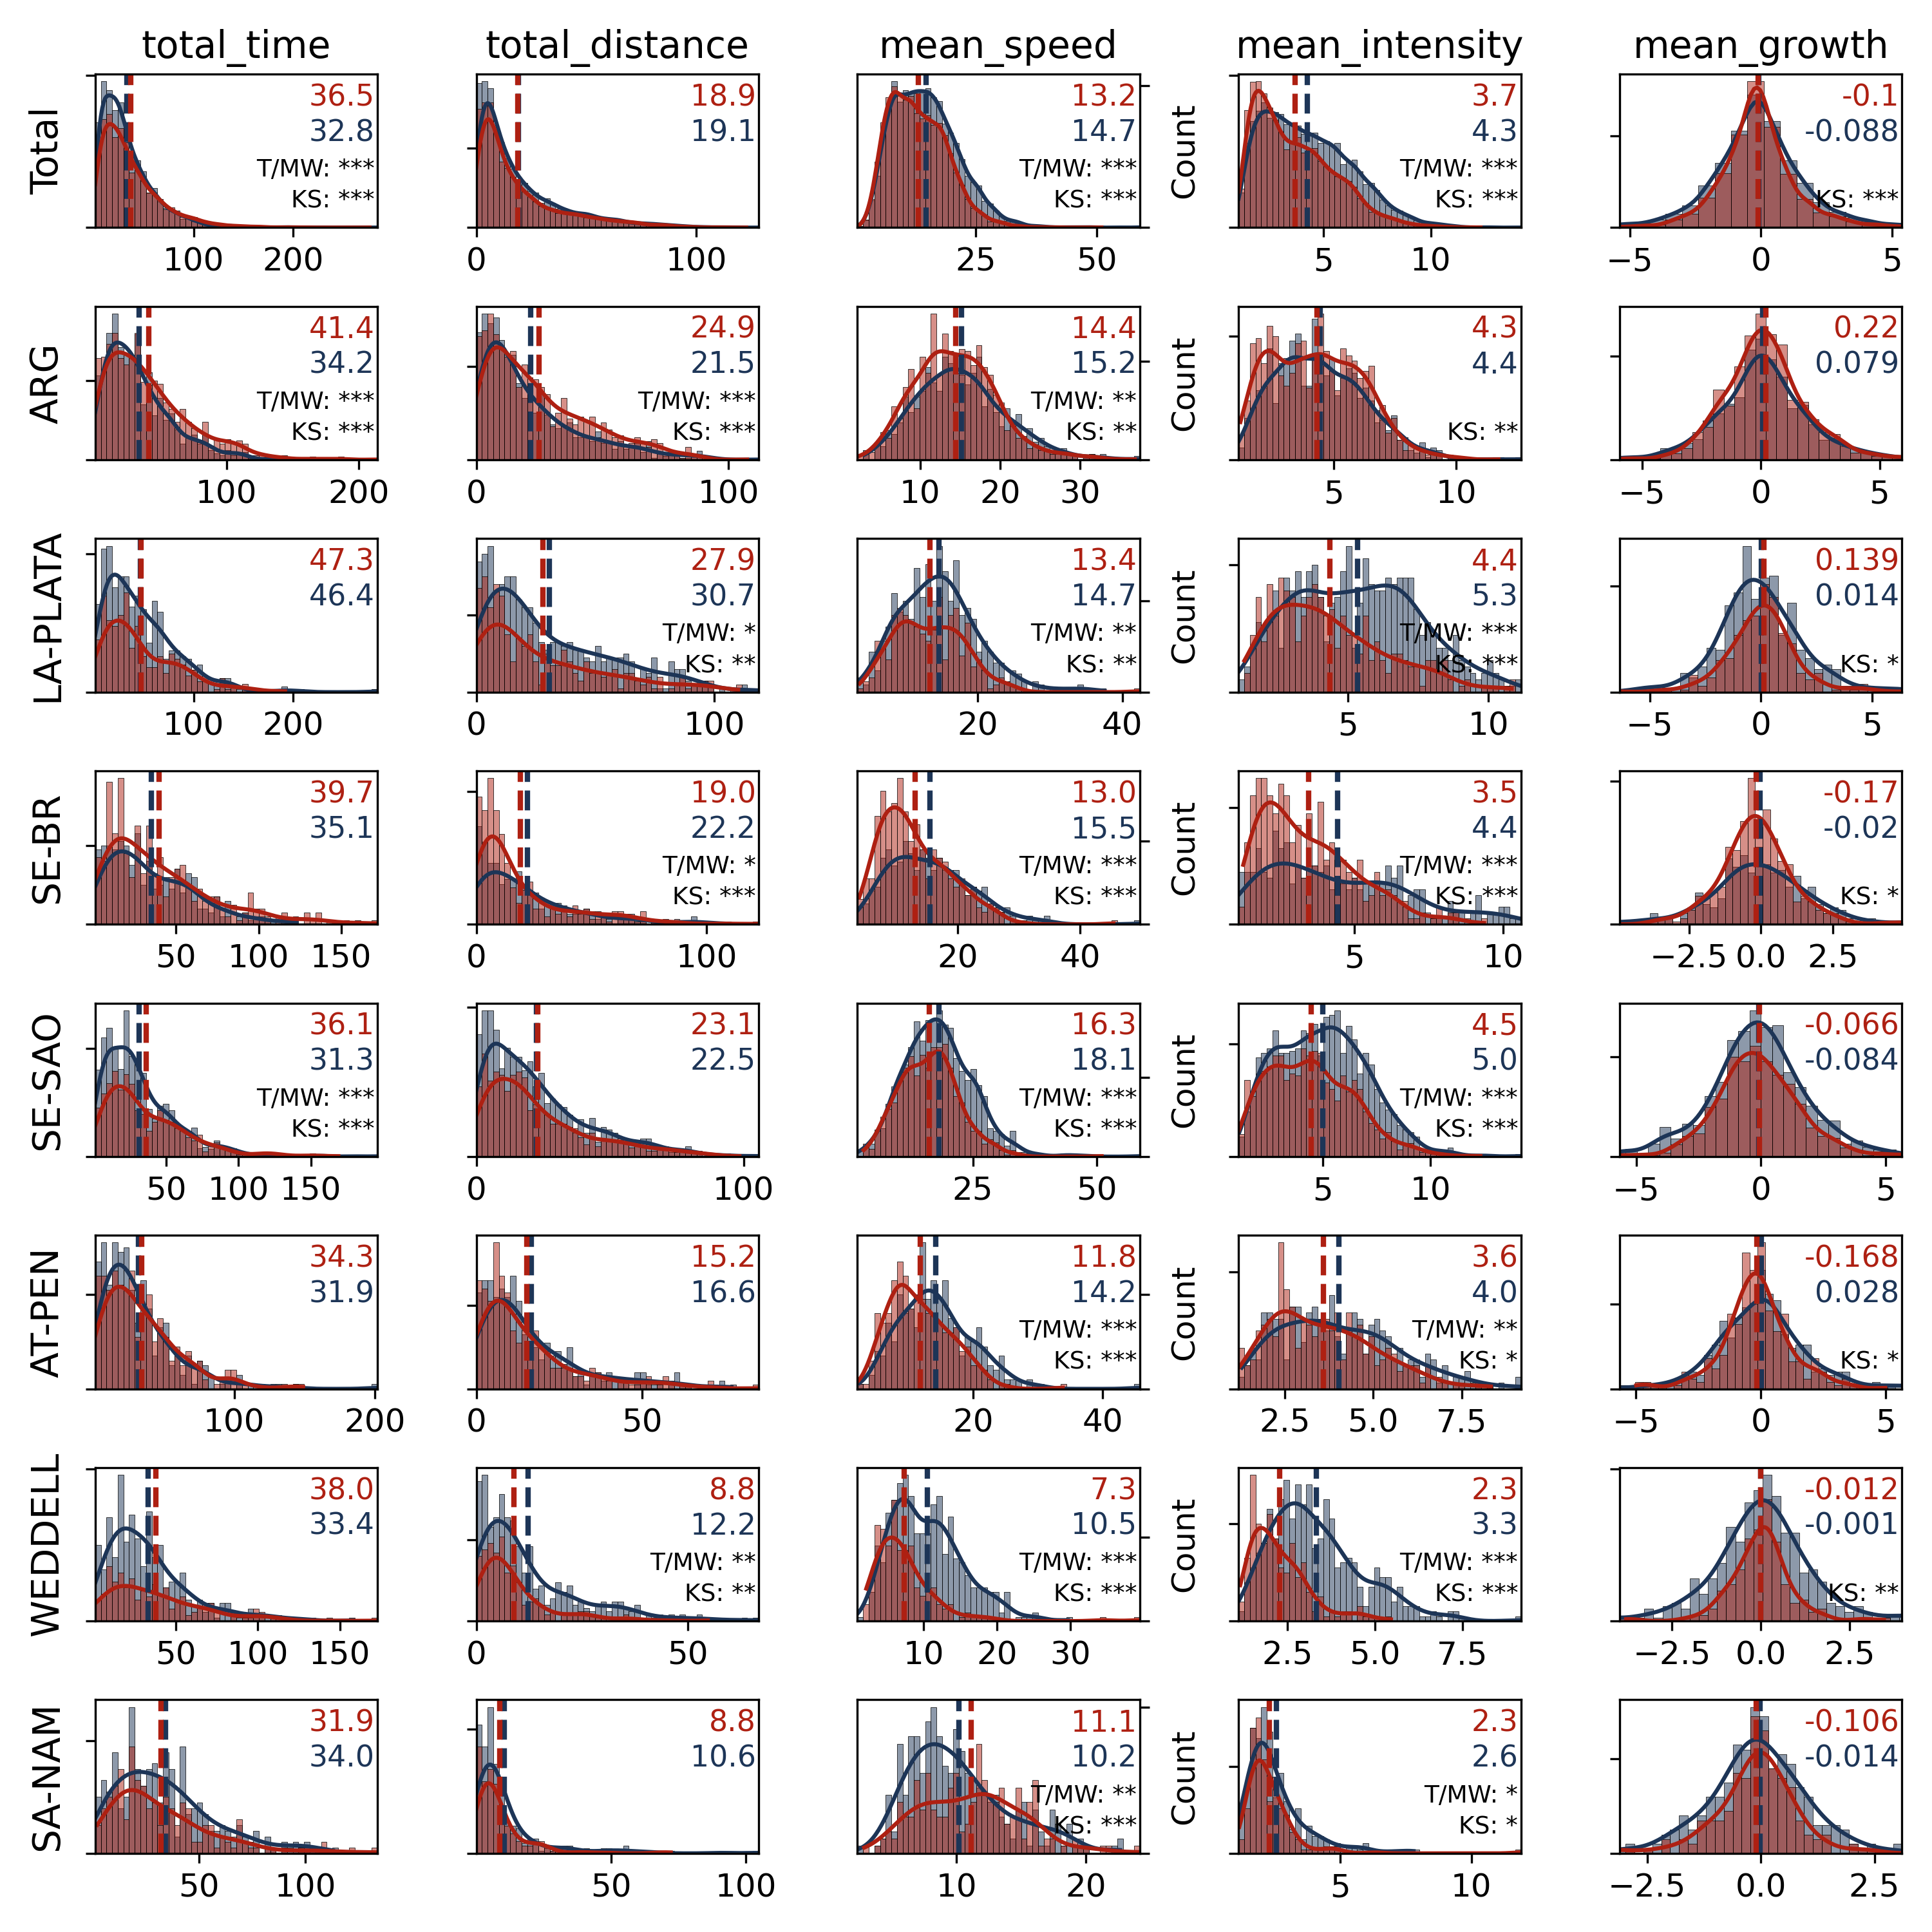 total_time total_distance mean_speed mean_intensity mean_growth
Total
36.5
32.8
T/MW: ***
KS: ***
100 200
18.9
19.1
0 100
13.2
14.7
T/MW: ***
KS: ***
25 50
Count
3.7
4.3
T/MW: ***
KS: ***
5 10
-0.1
-0.088
KS: ***
−5 0 5
ARG
41.4
34.2
T/MW: ***
KS: ***
100 200
24.9
21.5
T/MW: ***
KS: ***
0 100
14.4
15.2
T/MW: **
KS: **
10 20 30
Count
4.3
4.4
KS: **
5 10
0.22
0.079
−5 0 5
LA-PLATA
47.3
46.4
100 200
27.9
30.7
T/MW: *
KS: **
0 100
13.4
14.7
T/MW: **
KS: **
20 40
Count
4.4
5.3
T/MW: ***
KS: ***
5 10
0.139
0.014
KS: *
−5 0 5
SE-BR
39.7
35.1
50 100 150
19.0
22.2
T/MW: *
KS: ***
0 100
13.0
15.5
T/MW: ***
KS: ***
20 40
Count
3.5
4.4
T/MW: ***
KS: ***
5 10
-0.17
-0.02
KS: *
−2.5 0.0 2.5
SE-SAO
36.1
31.3
T/MW: ***
KS: ***
50 100 150
23.1
22.5
0 100
16.3
18.1
T/MW: ***
KS: ***
25 50
Count
4.5
5.0
T/MW: ***
KS: ***
5 10
-0.066
-0.084
−5 0 5
AT-PEN
34.3
31.9
100 200
15.2
16.6
0 50
11.8
14.2
T/MW: ***
KS: ***
20 40
Count
3.6
4.0
T/MW: **
KS: *
2.5 5.0 7.5
-0.168
0.028
KS: *
−5 0 5
WEDDELL
38.0
33.4
50 100 150
8.8
12.2
T/MW: **
KS: **
0 50
7.3
10.5
T/MW: ***
KS: ***
10 20 30
Count
2.3
3.3
T/MW: ***
KS: ***
2.5 5.0 7.5
-0.012
-0.001
KS: **
−2.5 0.0 2.5
SA-NAM
31.9
34.0
50 100
8.8
10.6
0 50 100
11.1
10.2
T/MW: **
KS: ***
10 20
Count
2.3
2.6
T/MW: *
KS: *
5 10
-0.106
-0.014
−2.5 0.0 2.5